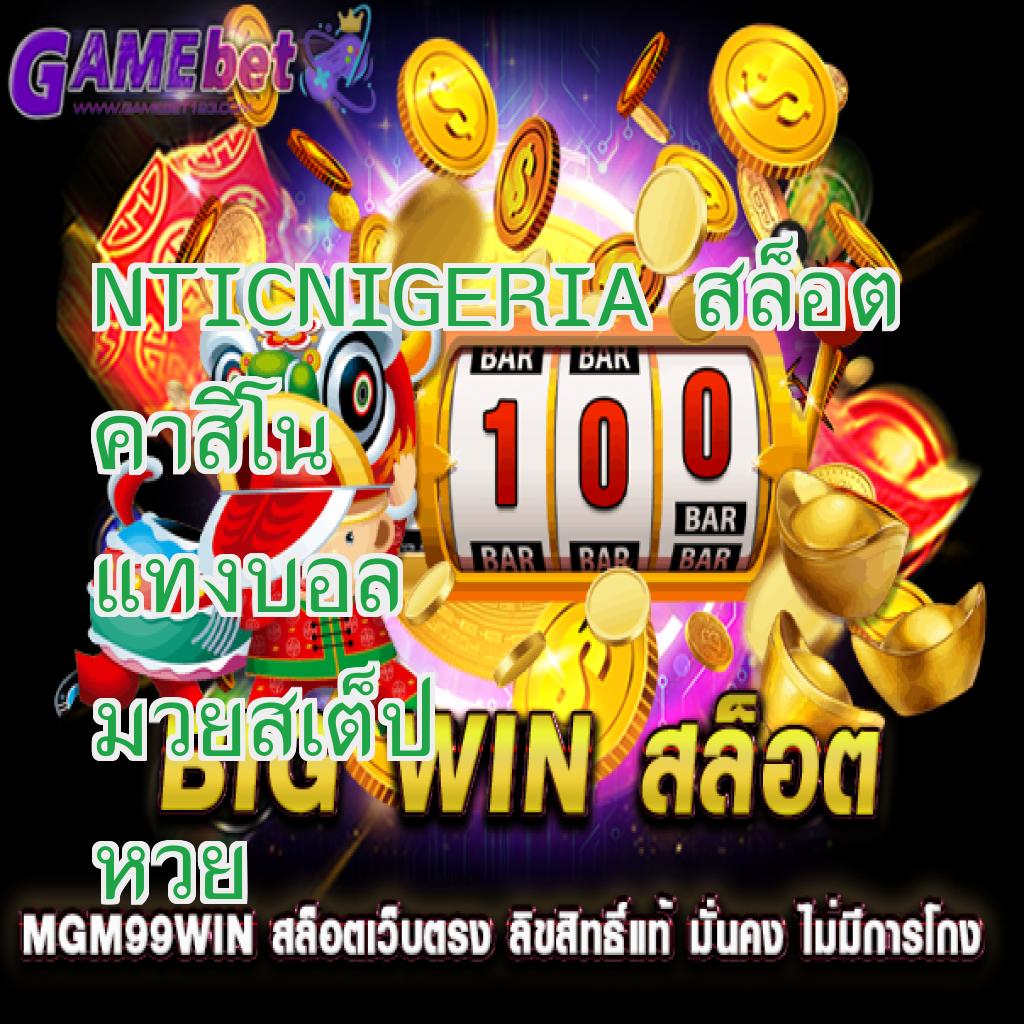 GAMEbet
NTICNIGERIA สล็อต
คาสิโน
BAR BAR
1 0 0
BAR
BAR BAR BAR
แทงบอล
มวยสเต็ป
BIG WIN สล็อต
หวย
MGM99WIN สล็อตเว็บตรง ลิขสิทธิ์แท้ มั่นคง ไม่มีการโกง